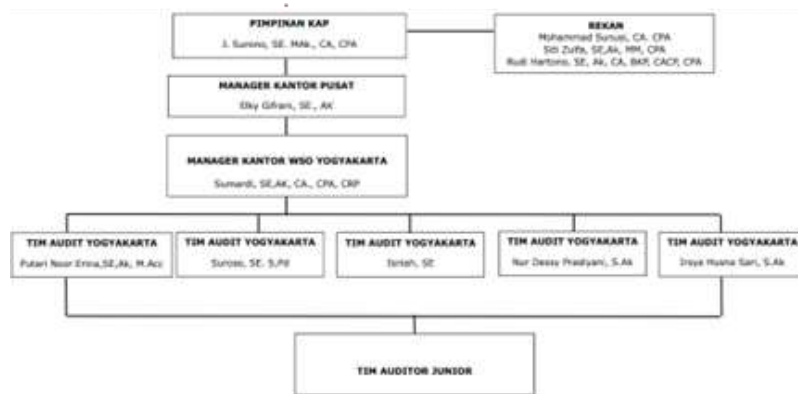 PIMPINAN KAP
J. Sumino, SE. MAk., CA, CPA
REKAN
Mohammad Sunusi, CA. CPA
Siti Zulfa, SE,Ak, MM, CPA
Rudi Hartono, SE, Ak, CA, BKP, CACP, CPA
MANAGER KANTOR PUSAT
Elky Gifrani, SE., AK
MANAGER KANTOR WSO YOGYAKARTA
Sumardi, SE,AK, CA., CPA, CRP
TIM AUDIT YOGYAKARTA
Putari Noor Erina,SE,Ak, M.Acc
TIM AUDIT YOGYAKARTA
Suroso, SE. S.Pd
TIM AUDIT YOGYAKARTA
SE
TIM AUDIT YOGYAKARTA
Nur Dessy Prastyani, S.Ak
TIM AUDIT YOGYAKARTA
Irsya Husna Sari, S.Ak
TIM AUDITOR JUNIOR